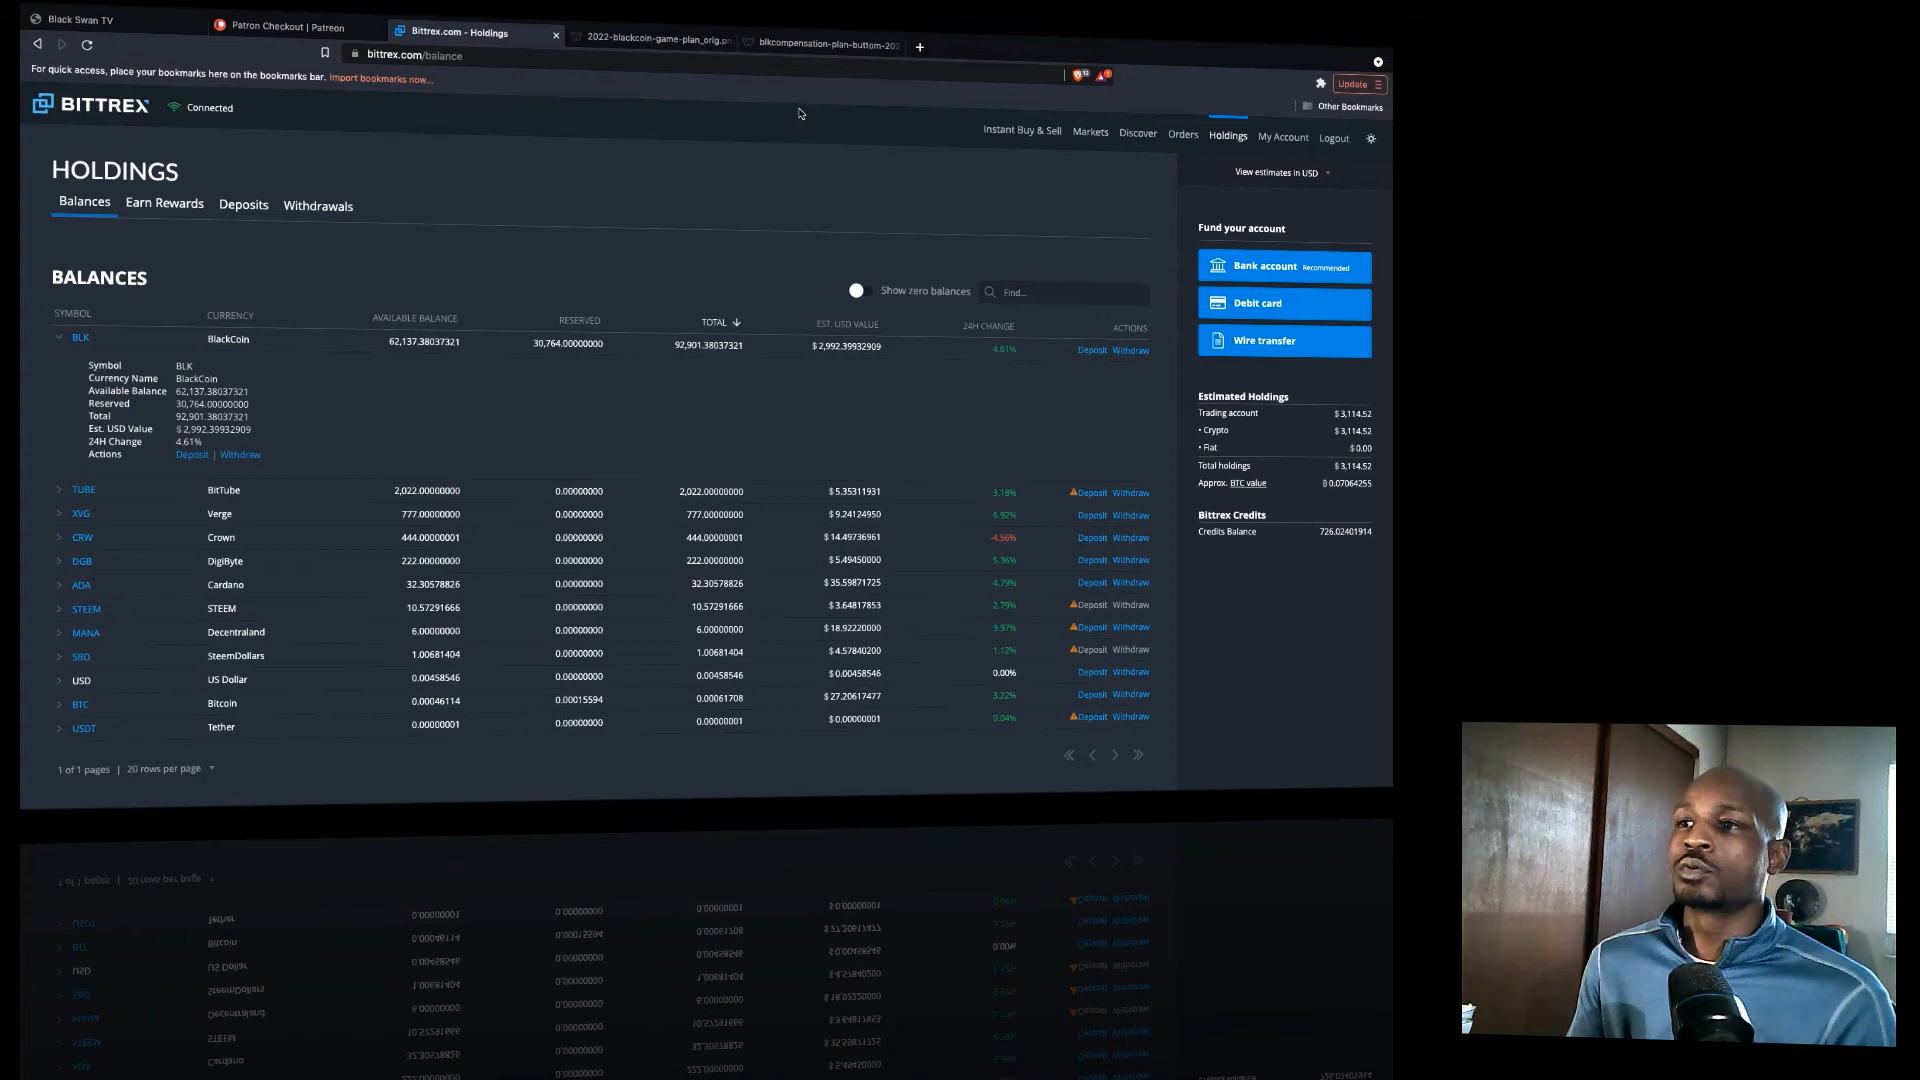 Black Swan TV
Patron Checkout | Patreon
Bittrex.com - Holdings
2022-blackcoin-game-plan_orig.pn
blkcompensation-plan-buttom-202
bittrex.com/balance
For quick access, place your bookmarks here on the bookmarks bar. Import bookmarks now...
Update
Other Bookmarks
BITTREX
Connected
Instant Buy & Sell Markets Discover Orders Holdings My Account Logout
View estimates in USD
HOLDINGS
Balances Earn Rewards Deposits Withdrawals
BALANCES
Show zero balances
Find...
SYMBOL CURRENCY AVAILABLE BALANCE RESERVED TOTAL EST. USD VALUE 24H CHANGE ACTIONS
BLK BlackCoin 62,137.38037321 30,764.00000000 92,901.38037321 $ 2,992.39932909 4.61% Deposit Withdraw
Symbol BLK
Currency Name BlackCoin
Available Balance 62,137.38037321
Reserved 30,764.00000000
Total 92,901.38037321
Est. USD Value $ 2,992.39932909
24H Change 4.61%
Actions Deposit | Withdraw
TUBE BitTube 2,022.00000000 0.00000000 2,022.00000000 $ 5.35311931 3.18% Deposit Withdraw
XVG Verge 777.00000000 0.00000000 777.00000000 $ 9.24124950 6.92% Deposit Withdraw
CRW Crown 444.00000001 0.00000000 444.00000001 $ 14.49736961 -4.56% Deposit Withdraw
DGB DigiByte 222.00000000 0.00000000 222.00000000 $ 5.49450000 5.36% Deposit Withdraw
ADA Cardano 32.30578826 0.00000000 32.30578826 $ 35.59871725 4.79% Deposit Withdraw
STEEM STEEM 10.57291666 0.00000000 10.57291666 $ 3.64817853 2.79% Deposit Withdraw
MANA Decentraland 6.00000000 0.00000000 6.00000000 $ 18.92220000 9.97% Deposit Withdraw
SBD SteemDollars 1.00681404 0.00000000 1.00681404 $ 4.57840200 1.12% Deposit Withdraw
USD US Dollar 0.00458546 0.00000000 0.00458546 $ 0.00458546 0.00% Deposit Withdraw
BTC Bitcoin 0.00046114 0.00015594 0.00061708 $ 27.20617477 3.22% Deposit Withdraw
USDT Tether 0.00000001 0.00000000 0.00000001 $ 0.00000001 0.04% Deposit Withdraw
1 of 1 pages | 20 rows per page
Fund your account
Bank account Recommended
Debit card
Wire transfer
Estimated Holdings
Trading account $ 3,114.52
• Crypto $ 3,114.52
• Fiat $ 0.00
Total holdings $ 3,114.52
Approx. BTC value ₿ 0.07064255
Bittrex Credits
Credits Balance 726.02401914